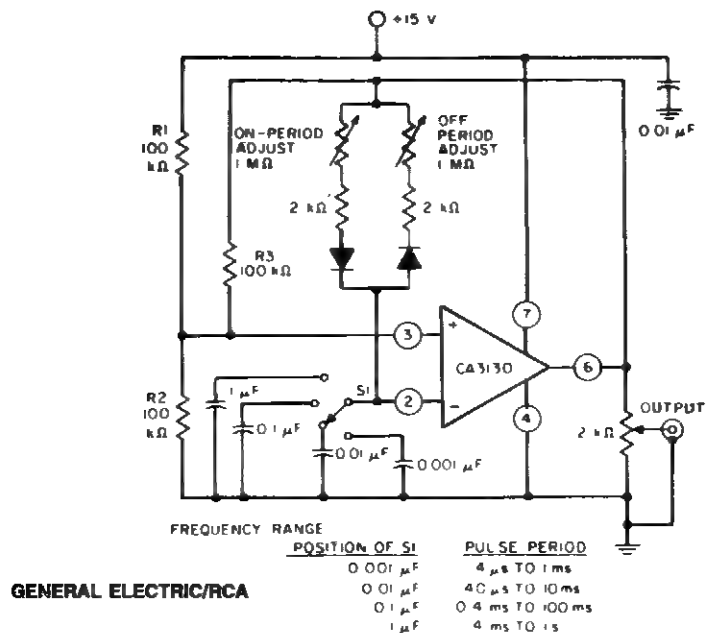 +15 V
R1
100
kΩ
ON-PERIOD
ADJUST
1 MΩ
OFF
PERIOD
ADJUST
1 MΩ
0.01 µF
2 kΩ
2 kΩ
R3
100 kΩ
7
3
+
CA3130
6
2
−
4
R2
100
kΩ
S1
1 µF
0.1 µF
0.01 µF
0.001 µF
2 kΩ
OUTPUT
FREQUENCY RANGE
POSITION OF S1 PULSE PERIOD
0.001 µF 4 µs TO 1 ms
0.01 µF 40 µs TO 10 ms
0.1 µF 0.4 ms TO 100 ms
1 µF 4 ms TO 1 s
GENERAL ELECTRIC/RCA